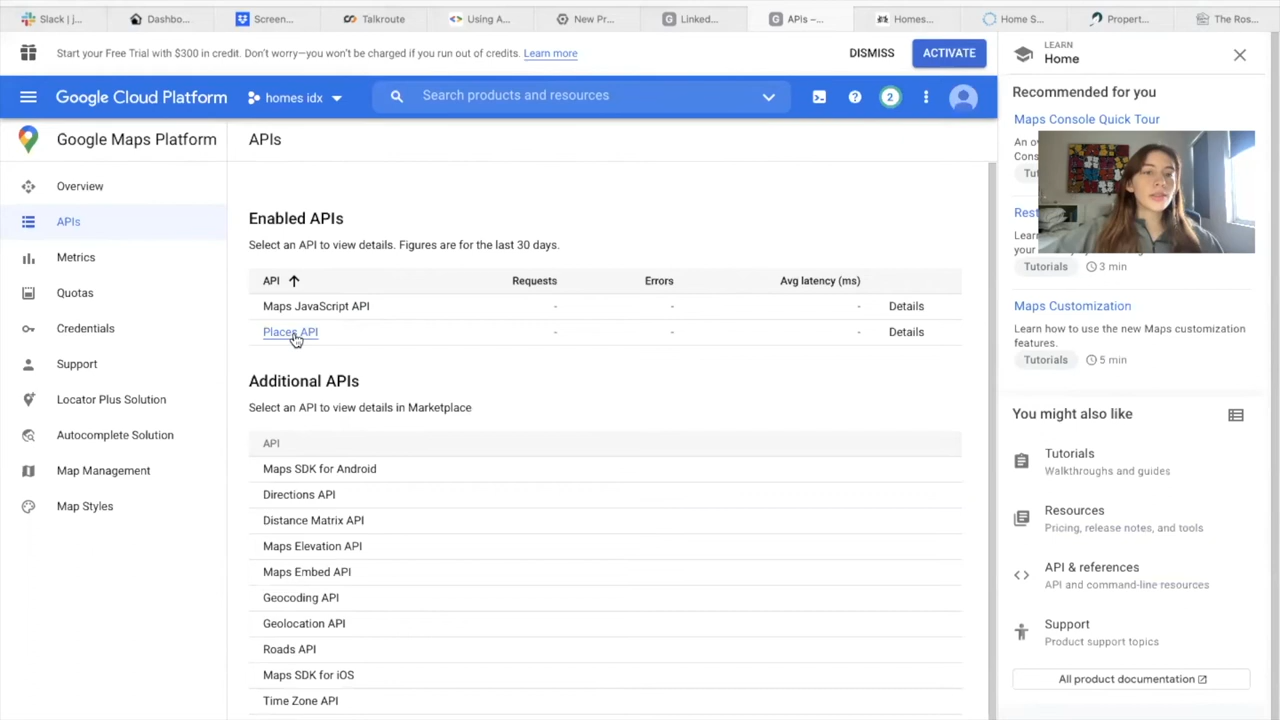 Slack | j...
Dashbo...
Screen...
Talkroute
Using A...
New Pr...
Linked...
APIs –...
Homes...
Home S...
Propert...
The Ros...
Start your Free Trial with $300 in credit. Don't worry—you won't be charged if you run out of credits. Learn more
DISMISS
ACTIVATE
LEARN
Home
Google Cloud Platform
homes idx
Search products and resources
2
Recommended for you
Maps Console Quick Tour
Google Maps Platform
APIs
Overview
APIs
Metrics
Quotas
Credentials
Support
Locator Plus Solution
Autocomplete Solution
Map Management
Map Styles
Enabled APIs
Select an API to view details. Figures are for the last 30 days.
API Requests Errors Avg latency (ms)
Maps JavaScript API - - - Details
Places API - - - Details
Additional APIs
Select an API to view details in Marketplace
API
Maps SDK for Android
Directions API
Distance Matrix API
Maps Elevation API
Maps Embed API
Geocoding API
Geolocation API
Roads API
Maps SDK for iOS
Time Zone API
An
Cons
Tu
Rest
Lear
your
Tutorials 3 min
Maps Customization
Learn how to use the new Maps customization
features.
Tutorials 5 min
You might also like
Tutorials
Walkthroughs and guides
Resources
Pricing, release notes, and tools
API & references
API and command-line resources
Support
Product support topics
All product documentation